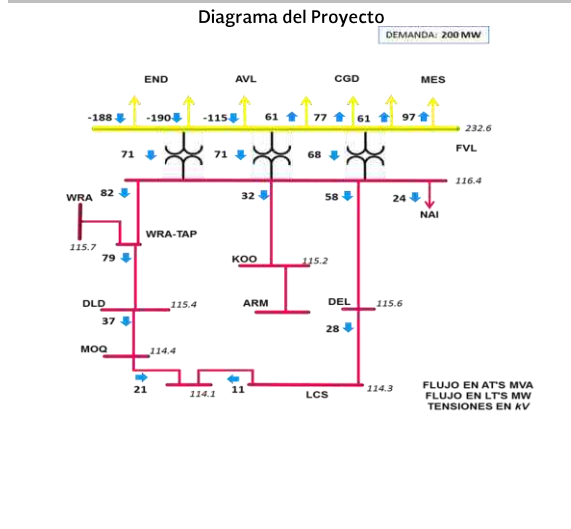 Diagrama del Proyecto
DEMANDA: 200 MW
END AVL CGD MES
-188 -190 -115 61 77 61 97
232.6
FVL
71 71 68
116.4
WRA 82 32 58 24
NAI
WRA-TAP
115.7
79
KOO 115.2
DLD 115.4 ARM DEL 115.6
37 28
MOQ 114.4
21 114.1 11 LCS 114.3
FLUJO EN AT'S MVA
FLUJO EN LT'S MW
TENSIONES EN kV